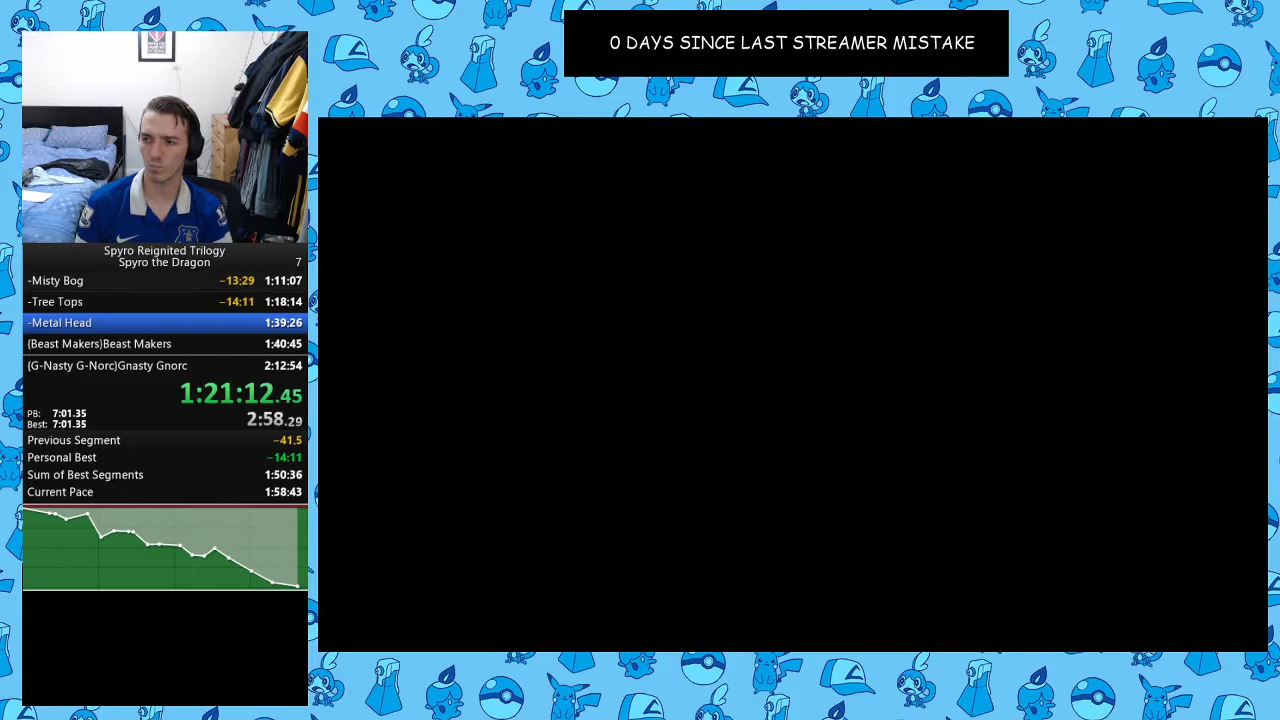 0 DAYS SINCE LAST STREAMER MISTAKE
Spyro Reignited Trilogy
Spyro the Dragon 7
-Misty Bog −13:29 1:11:07
-Tree Tops −14:11 1:18:14
-Metal Head 1:39:26
{Beast Makers}Beast Makers 1:40:45
{G-Nasty G-Norc}Gnasty Gnorc 2:12:54
1:21:12.45
PB: 7:01.35
Best: 7:01.35
2:58.29
Previous Segment −41.5
Personal Best −14:11
Sum of Best Segments 1:50:36
Current Pace 1:58:43